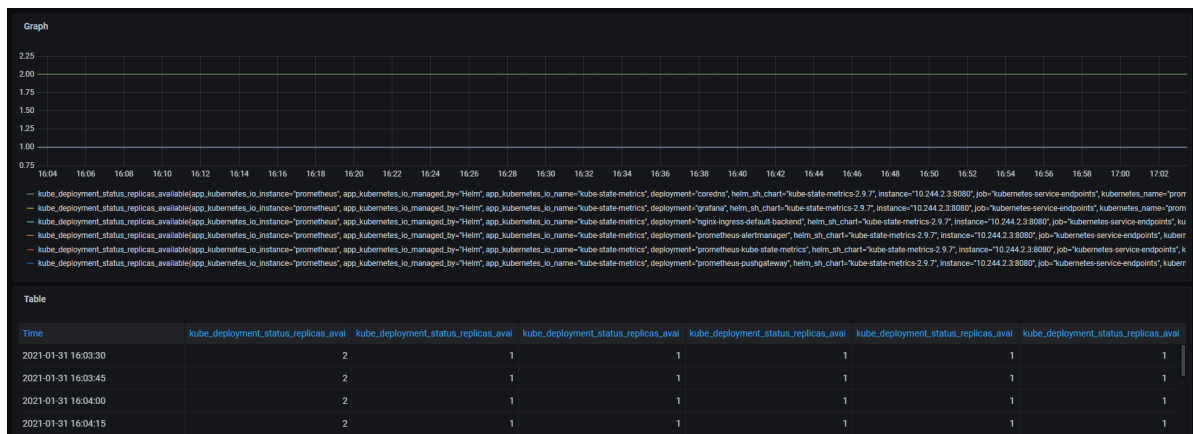 Graph
2.25
2.00
1.75
1.50
1.25
1.00
0.75
16:04 16:06 16:08 16:10 16:12 16:14 16:16 16:18 16:20 16:22 16:24 16:26 16:28 16:30 16:32 16:34 16:36 16:38 16:40 16:42 16:44 16:46 16:48 16:50 16:52 16:54 16:56 16:58 17:00 17:02
kube_deployment_status_replicas_available{app_kubernetes_io_instance="prometheus", app_kubernetes_io_managed_by="Helm", app_kubernetes_io_name="kube-state-metrics", deployment="coredns", helm_sh_chart="kube-state-metrics-2.9.7", instance="10.244.2.3:8080", job="kubernetes-service-endpoints", kubernetes_name="prom
kube_deployment_status_replicas_available{app_kubernetes_io_instance="prometheus", app_kubernetes_io_managed_by="Helm", app_kubernetes_io_name="kube-state-metrics", deployment="grafana", helm_sh_chart="kube-state-metrics-2.9.7", instance="10.244.2.3:8080", job="kubernetes-service-endpoints", kubernetes_name="prom
kube_deployment_status_replicas_available{app_kubernetes_io_instance="prometheus", app_kubernetes_io_managed_by="Helm", app_kubernetes_io_name="kube-state-metrics", deployment="nginx-ingress-default-backend", helm_sh_chart="kube-state-metrics-2.9.7", instance="10.244.2.3:8080", job="kubernetes-service-endpoints", ku
kube_deployment_status_replicas_available{app_kubernetes_io_instance="prometheus", app_kubernetes_io_managed_by="Helm", app_kubernetes_io_name="kube-state-metrics", deployment="prometheus-alertmanager", helm_sh_chart="kube-state-metrics-2.9.7", instance="10.244.2.3:8080", job="kubernetes-service-endpoints", kubern
kube_deployment_status_replicas_available{app_kubernetes_io_instance="prometheus", app_kubernetes_io_managed_by="Helm", app_kubernetes_io_name="kube-state-metrics", deployment="prometheus-kube-state-metrics", helm_sh_chart="kube-state-metrics-2.9.7", instance="10.244.2.3:8080", job="kubernetes-service-endpoints", k
kube_deployment_status_replicas_available{app_kubernetes_io_instance="prometheus", app_kubernetes_io_managed_by="Helm", app_kubernetes_io_name="kube-state-metrics", deployment="prometheus-pushgateway", helm_sh_chart="kube-state-metrics-2.9.7", instance="10.244.2.3:8080", job="kubernetes-service-endpoints", kubern
Table
Time kube_deployment_status_replicas_avai kube_deployment_status_replicas_avai kube_deployment_status_replicas_avai kube_deployment_status_replicas_avai kube_deployment_status_replicas_avai kube_deployment_status_replicas_avai
2021-01-31 16:03:30 2 1 1 1 1 1
2021-01-31 16:03:45 2 1 1 1 1 1
2021-01-31 16:04:00 2 1 1 1 1 1
2021-01-31 16:04:15 2 1 1 1 1 1